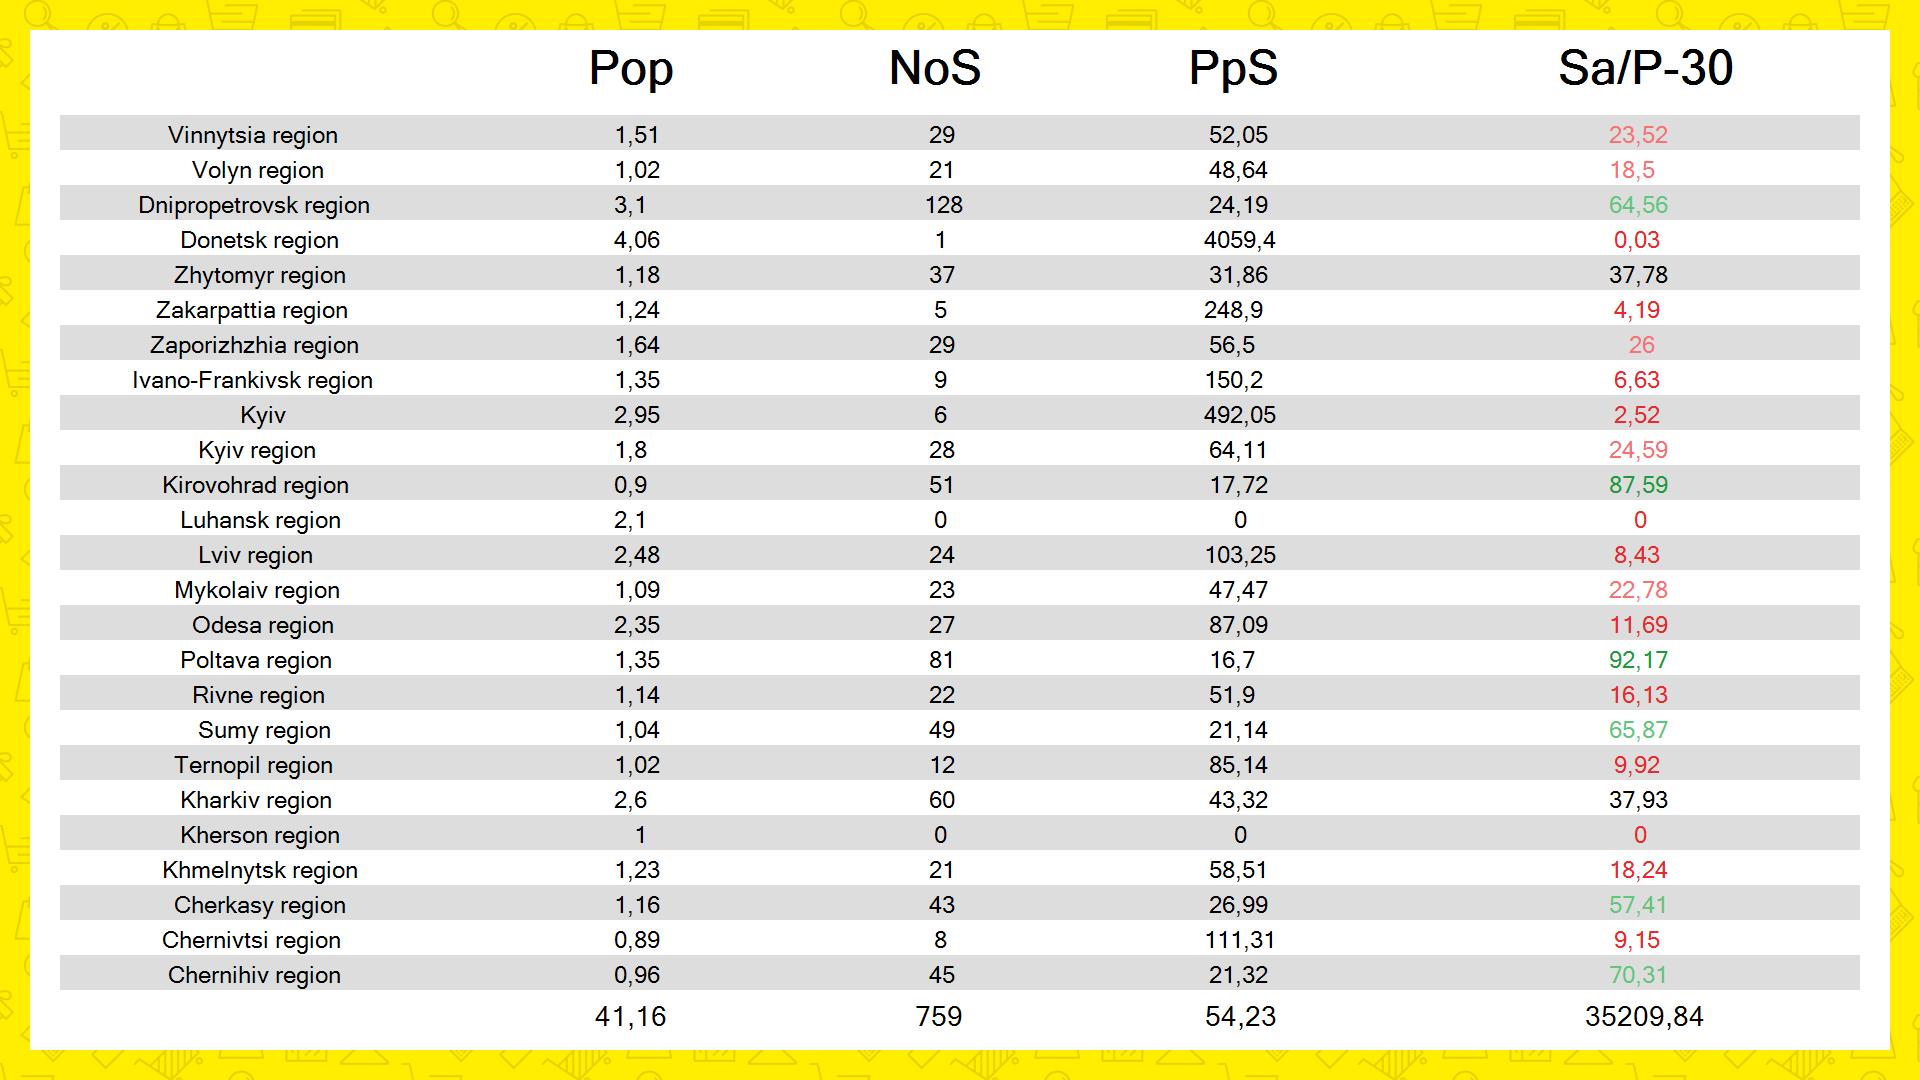 Pop NoS PpS Sa/P-30
Vinnytsia region 1,51 29 52,05 23,52
Volyn region 1,02 21 48,64 18,5
Dnipropetrovsk region 3,1 128 24,19 64,56
Donetsk region 4,06 1 4059,4 0,03
Zhytomyr region 1,18 37 31,86 37,78
Zakarpattia region 1,24 5 248,9 4,19
Zaporizhzhia region 1,64 29 56,5 26
Ivano-Frankivsk region 1,35 9 150,2 6,63
Kyiv 2,95 6 492,05 2,52
Kyiv region 1,8 28 64,11 24,59
Kirovohrad region 0,9 51 17,72 87,59
Luhansk region 2,1 0 0 0
Lviv region 2,48 24 103,25 8,43
Mykolaiv region 1,09 23 47,47 22,78
Odesa region 2,35 27 87,09 11,69
Poltava region 1,35 81 16,7 92,17
Rivne region 1,14 22 51,9 16,13
Sumy region 1,04 49 21,14 65,87
Ternopil region 1,02 12 85,14 9,92
Kharkiv region 2,6 60 43,32 37,93
Kherson region 1 0 0 0
Khmelnytsk region 1,23 21 58,51 18,24
Cherkasy region 1,16 43 26,99 57,41
Chernivtsi region 0,89 8 111,31 9,15
Chernihiv region 0,96 45 21,32 70,31
41,16 759 54,23 35209,84